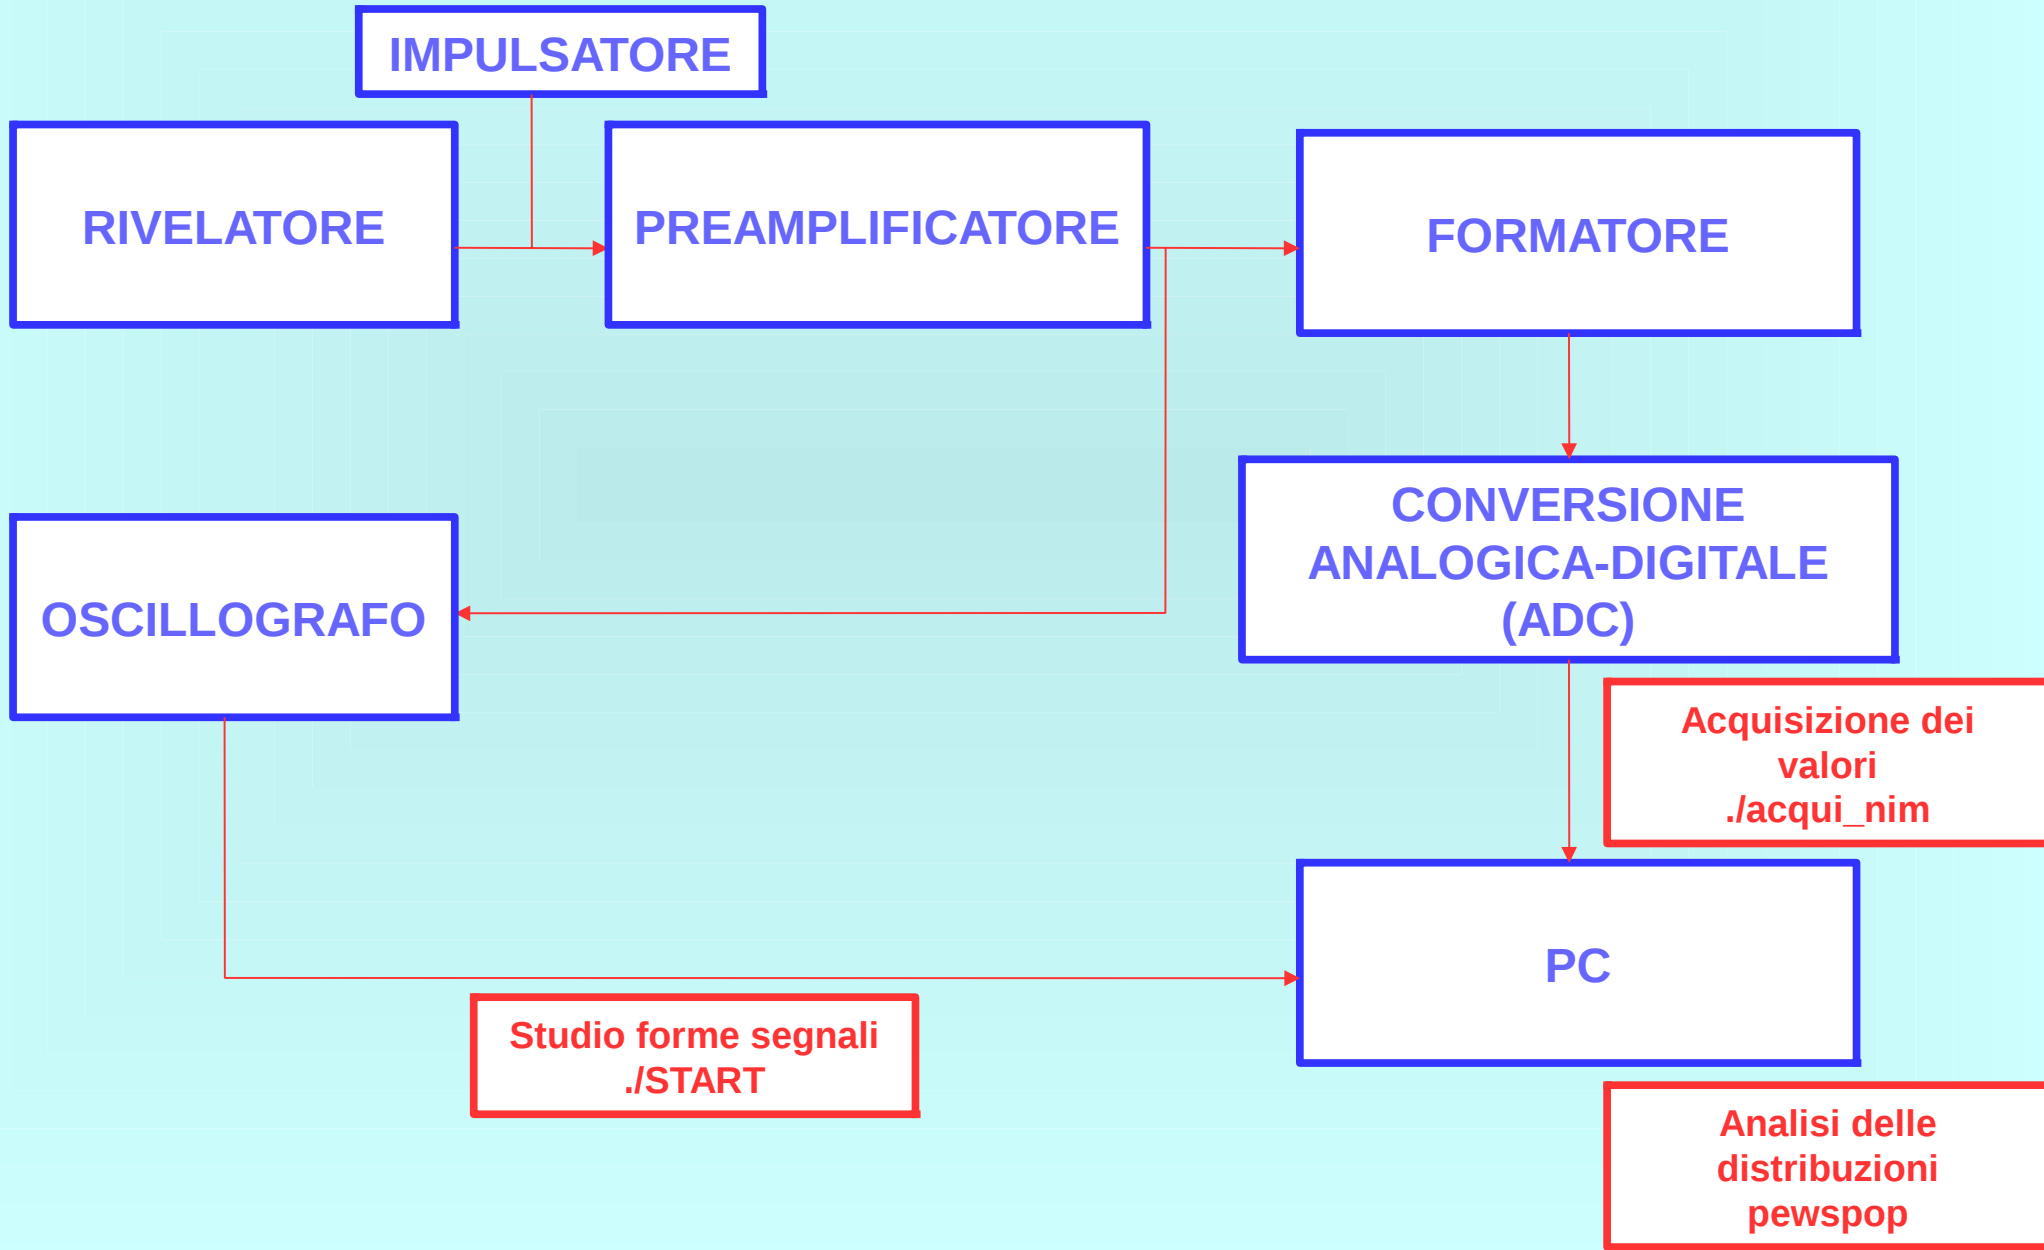 IMPULSATORE
RIVELATORE
PREAMPLIFICATORE
FORMATORE
CONVERSIONE
ANALOGICA-DIGITALE
(ADC)
OSCILLOGRAFO
Acquisizione dei
valori
./acqui_nim
PC
Studio forme segnali
./START
Analisi delle
distribuzioni
pewspop